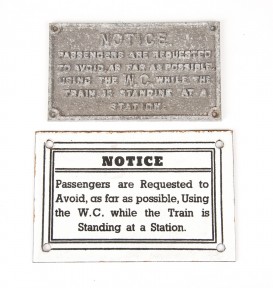 NOTICE
PASSENGERS ARE REQUESTED
TO AVOID AS FAR AS POSSIBLE
USING THE W.C. WHILE THE
TRAIN IS STANDING AT A
STATION.
NOTICE
Passengers are Requested to
Avoid, as far as possible, Using
the W.C. while the Train is
Standing at a Station.